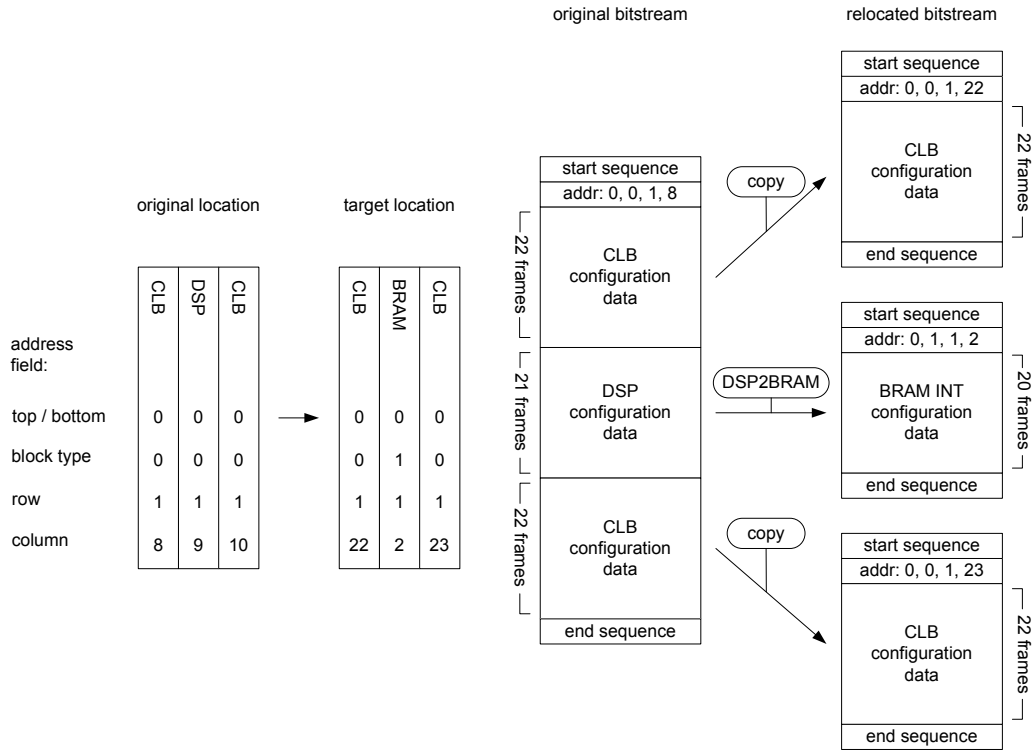 original bitstream
relocated bitstream
original location
target location
address
field:
top / bottom
block type
row
column
CLB
DSP
CLB
0 0 0
0 0 0
1 1 1
8 9 10
CLB
BRAM
CLB
0 0 0
0 1 0
1 1 1
22 2 23
start sequence
addr: 0, 0, 1, 8
22 frames
CLB
configuration
data
21 frames
DSP
configuration
data
22 frames
CLB
configuration
data
end sequence
copy
DSP2BRAM
copy
start sequence
addr: 0, 0, 1, 22
CLB
configuration
data
22 frames
end sequence
start sequence
addr: 0, 1, 1, 2
BRAM INT
configuration
data
20 frames
end sequence
start sequence
addr: 0, 0, 1, 23
CLB
configuration
data
22 frames
end sequence